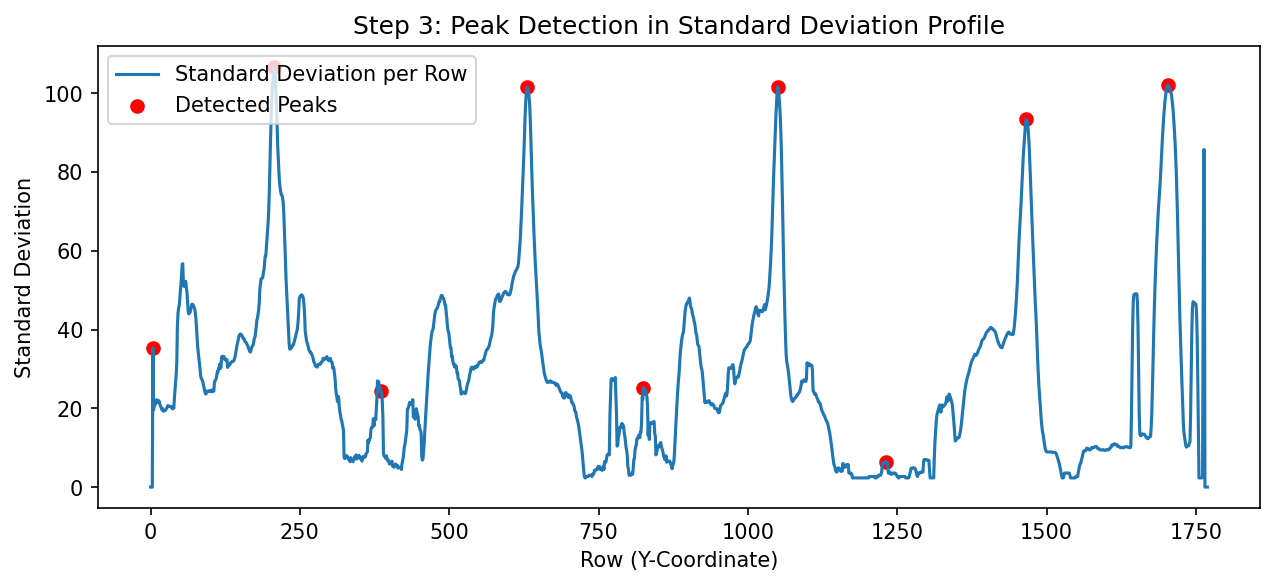 Step 3: Peak Detection in Standard Deviation Profile
Standard Deviation per Row
Detected Peaks
Standard Deviation
100
80
60
40
20
0
0 250 500 750 1000 1250 1500 1750
Row (Y-Coordinate)